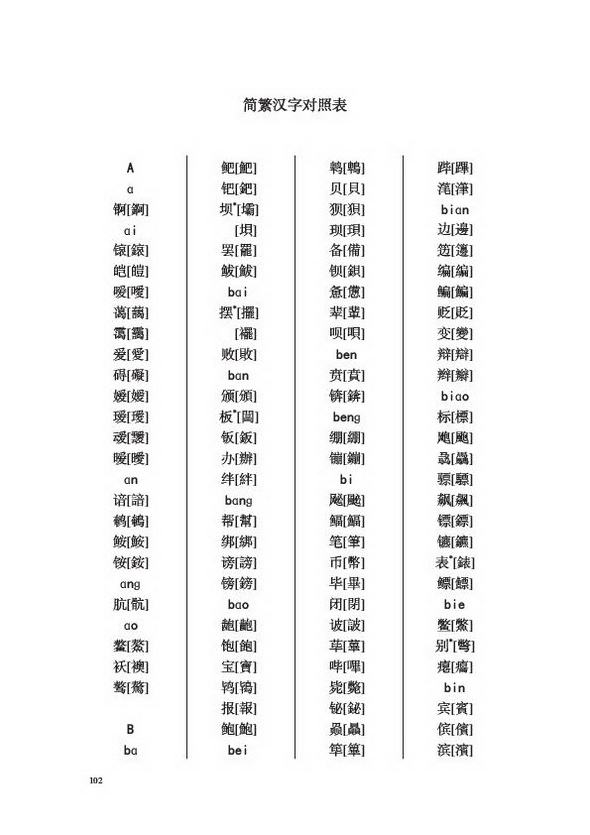 简繁汉字对照表
A
a
锕[錒]
ai
锿[鎄]
皑[皚]
嗳[噯]
蔼[藹]
霭[靄]
爱[愛]
碍[礙]
嫒[嬡]
瑷[璦]
叆[靉]
暧[曖]
an
谙[諳]
鹌[鵪]
𩽾[鮟]
铵[銨]
ang
肮[骯]
ao
鳌[鰲]
袄[襖]
骜[驁]
B
ba
鲃[䰾]
钯[鈀]
坝*[壩]
[垻]
罢[罷]
鲅[鮁]
bai
摆*[擺]
[襬]
败[敗]
ban
颁[頒]
板*[闆]
钣[鈑]
办[辦]
绊[絆]
bang
帮[幫]
绑[綁]
谤[謗]
镑[鎊]
bao
龅[齙]
饱[飽]
宝[寶]
鸨[鴇]
报[報]
鲍[鮑]
bei
鹎[鵯]
贝[貝]
狈[狽]
[珼]
备[備]
钡[鋇]
惫[憊]
辈[輩]
呗[唄]
ben
贲[賁]
锛[錛]
beng
绷[綳]
镚[鏰]
bi
鲾[鰏]
笔[筆]
币[幣]
毕[畢]
闭[閉]
诐[詖]
荜[蓽]
哔[嗶]
毙[斃]
铋[鉍]
赑[贔]
筚[篳]
跸[蹕]
滗[潷]
bian
边[邊]
笾[籩]
编[編]
鳊[鯿]
贬[貶]
变[變]
辩[辯]
辫[辮]
biao
标[標]
飑[颮]
骉[驫]
骠[驃]
飙[飆]
镖[鏢]
镳[鑣]
表*[錶]
鳔[鰾]
bie
鳖[鱉]
别*[彆]
瘪[癟]
bin
宾[賓]
傧[儐]
滨[濱]
102